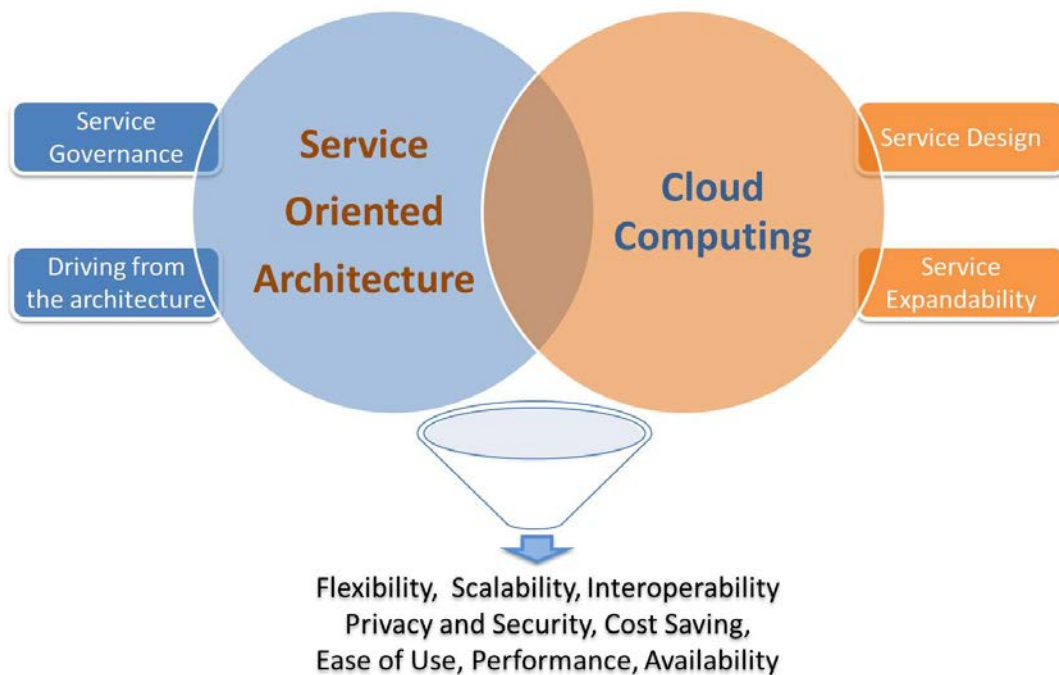 Service
Governance
Driving from
the architecture
Service
Oriented
Architecture
Cloud
Computing
Service Design
Service
Expandability
Flexibility, Scalability, Interoperability
Privacy and Security, Cost Saving,
Ease of Use, Performance, Availability